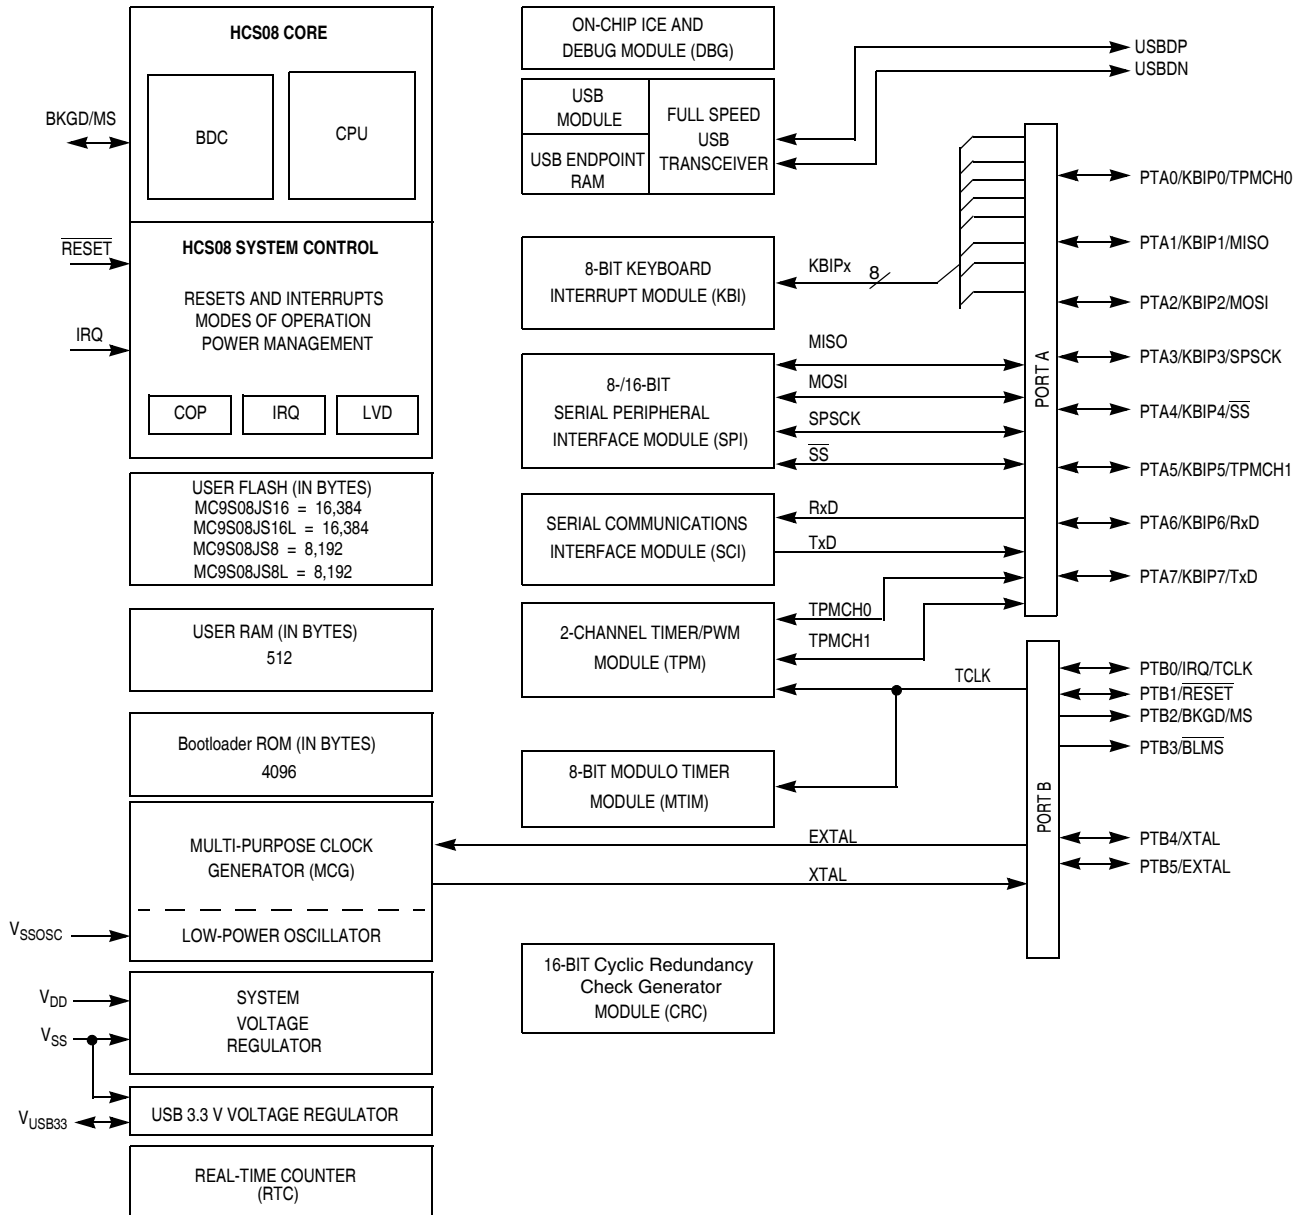 HCS08 CORE
BDC
CPU
BKGD/MS
RESET
HCS08 SYSTEM CONTROL
RESETS AND INTERRUPTS
MODES OF OPERATION
POWER MANAGEMENT
IRQ
COP
IRQ
LVD
USER FLASH (IN BYTES)
MC9S08JS16 = 16,384
MC9S08JS16L = 16,384
MC9S08JS8 = 8,192
MC9S08JS8L = 8,192
USER RAM (IN BYTES)
512
Bootloader ROM (IN BYTES)
4096
MULTI-PURPOSE CLOCK
GENERATOR (MCG)
LOW-POWER OSCILLATOR
VSSOSC
VDD
VSS
SYSTEM
VOLTAGE
REGULATOR
VUSB33
USB 3.3 V VOLTAGE REGULATOR
REAL-TIME COUNTER
(RTC)
ON-CHIP ICE AND
DEBUG MODULE (DBG)
USB
MODULE
USB ENDPOINT
RAM
FULL SPEED
USB
TRANSCEIVER
8-BIT KEYBOARD
INTERRUPT MODULE (KBI)
KBIPx
8
8-/16-BIT
SERIAL PERIPHERAL
INTERFACE MODULE (SPI)
MISO
MOSI
SPSCK
SS
SERIAL COMMUNICATIONS
INTERFACE MODULE (SCI)
RxD
TxD
2-CHANNEL TIMER/PWM
MODULE (TPM)
TPMCH0
TPMCH1
TCLK
8-BIT MODULO TIMER
MODULE (MTIM)
EXTAL
XTAL
16-BIT Cyclic Redundancy
Check Generator
MODULE (CRC)
PORT A
PORT B
USBDP
USBDN
PTA0/KBIP0/TPMCH0
PTA1/KBIP1/MISO
PTA2/KBIP2/MOSI
PTA3/KBIP3/SPSCK
PTA4/KBIP4/SS
PTA5/KBIP5/TPMCH1
PTA6/KBIP6/RxD
PTA7/KBIP7/TxD
PTB0/IRQ/TCLK
PTB1/RESET
PTB2/BKGD/MS
PTB3/BLMS
PTB4/XTAL
PTB5/EXTAL